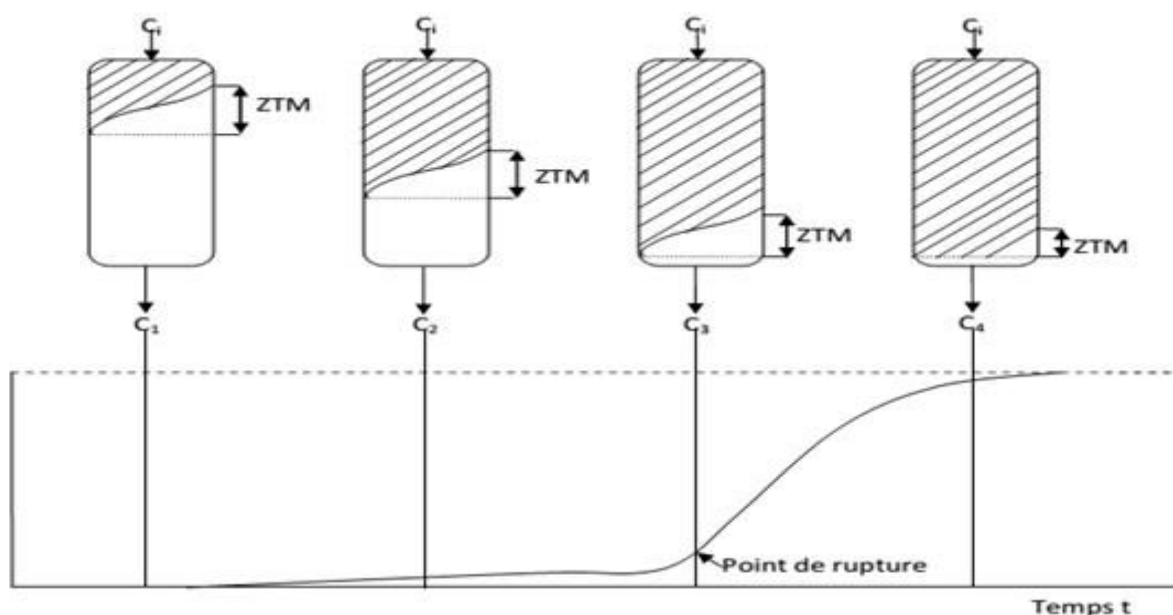 Cᵢ
Cᵢ
Cᵢ
Cᵢ
ZTM
ZTM
ZTM
ZTM
C₁
C₂
C₃
C₄
Point de rupture
Temps t